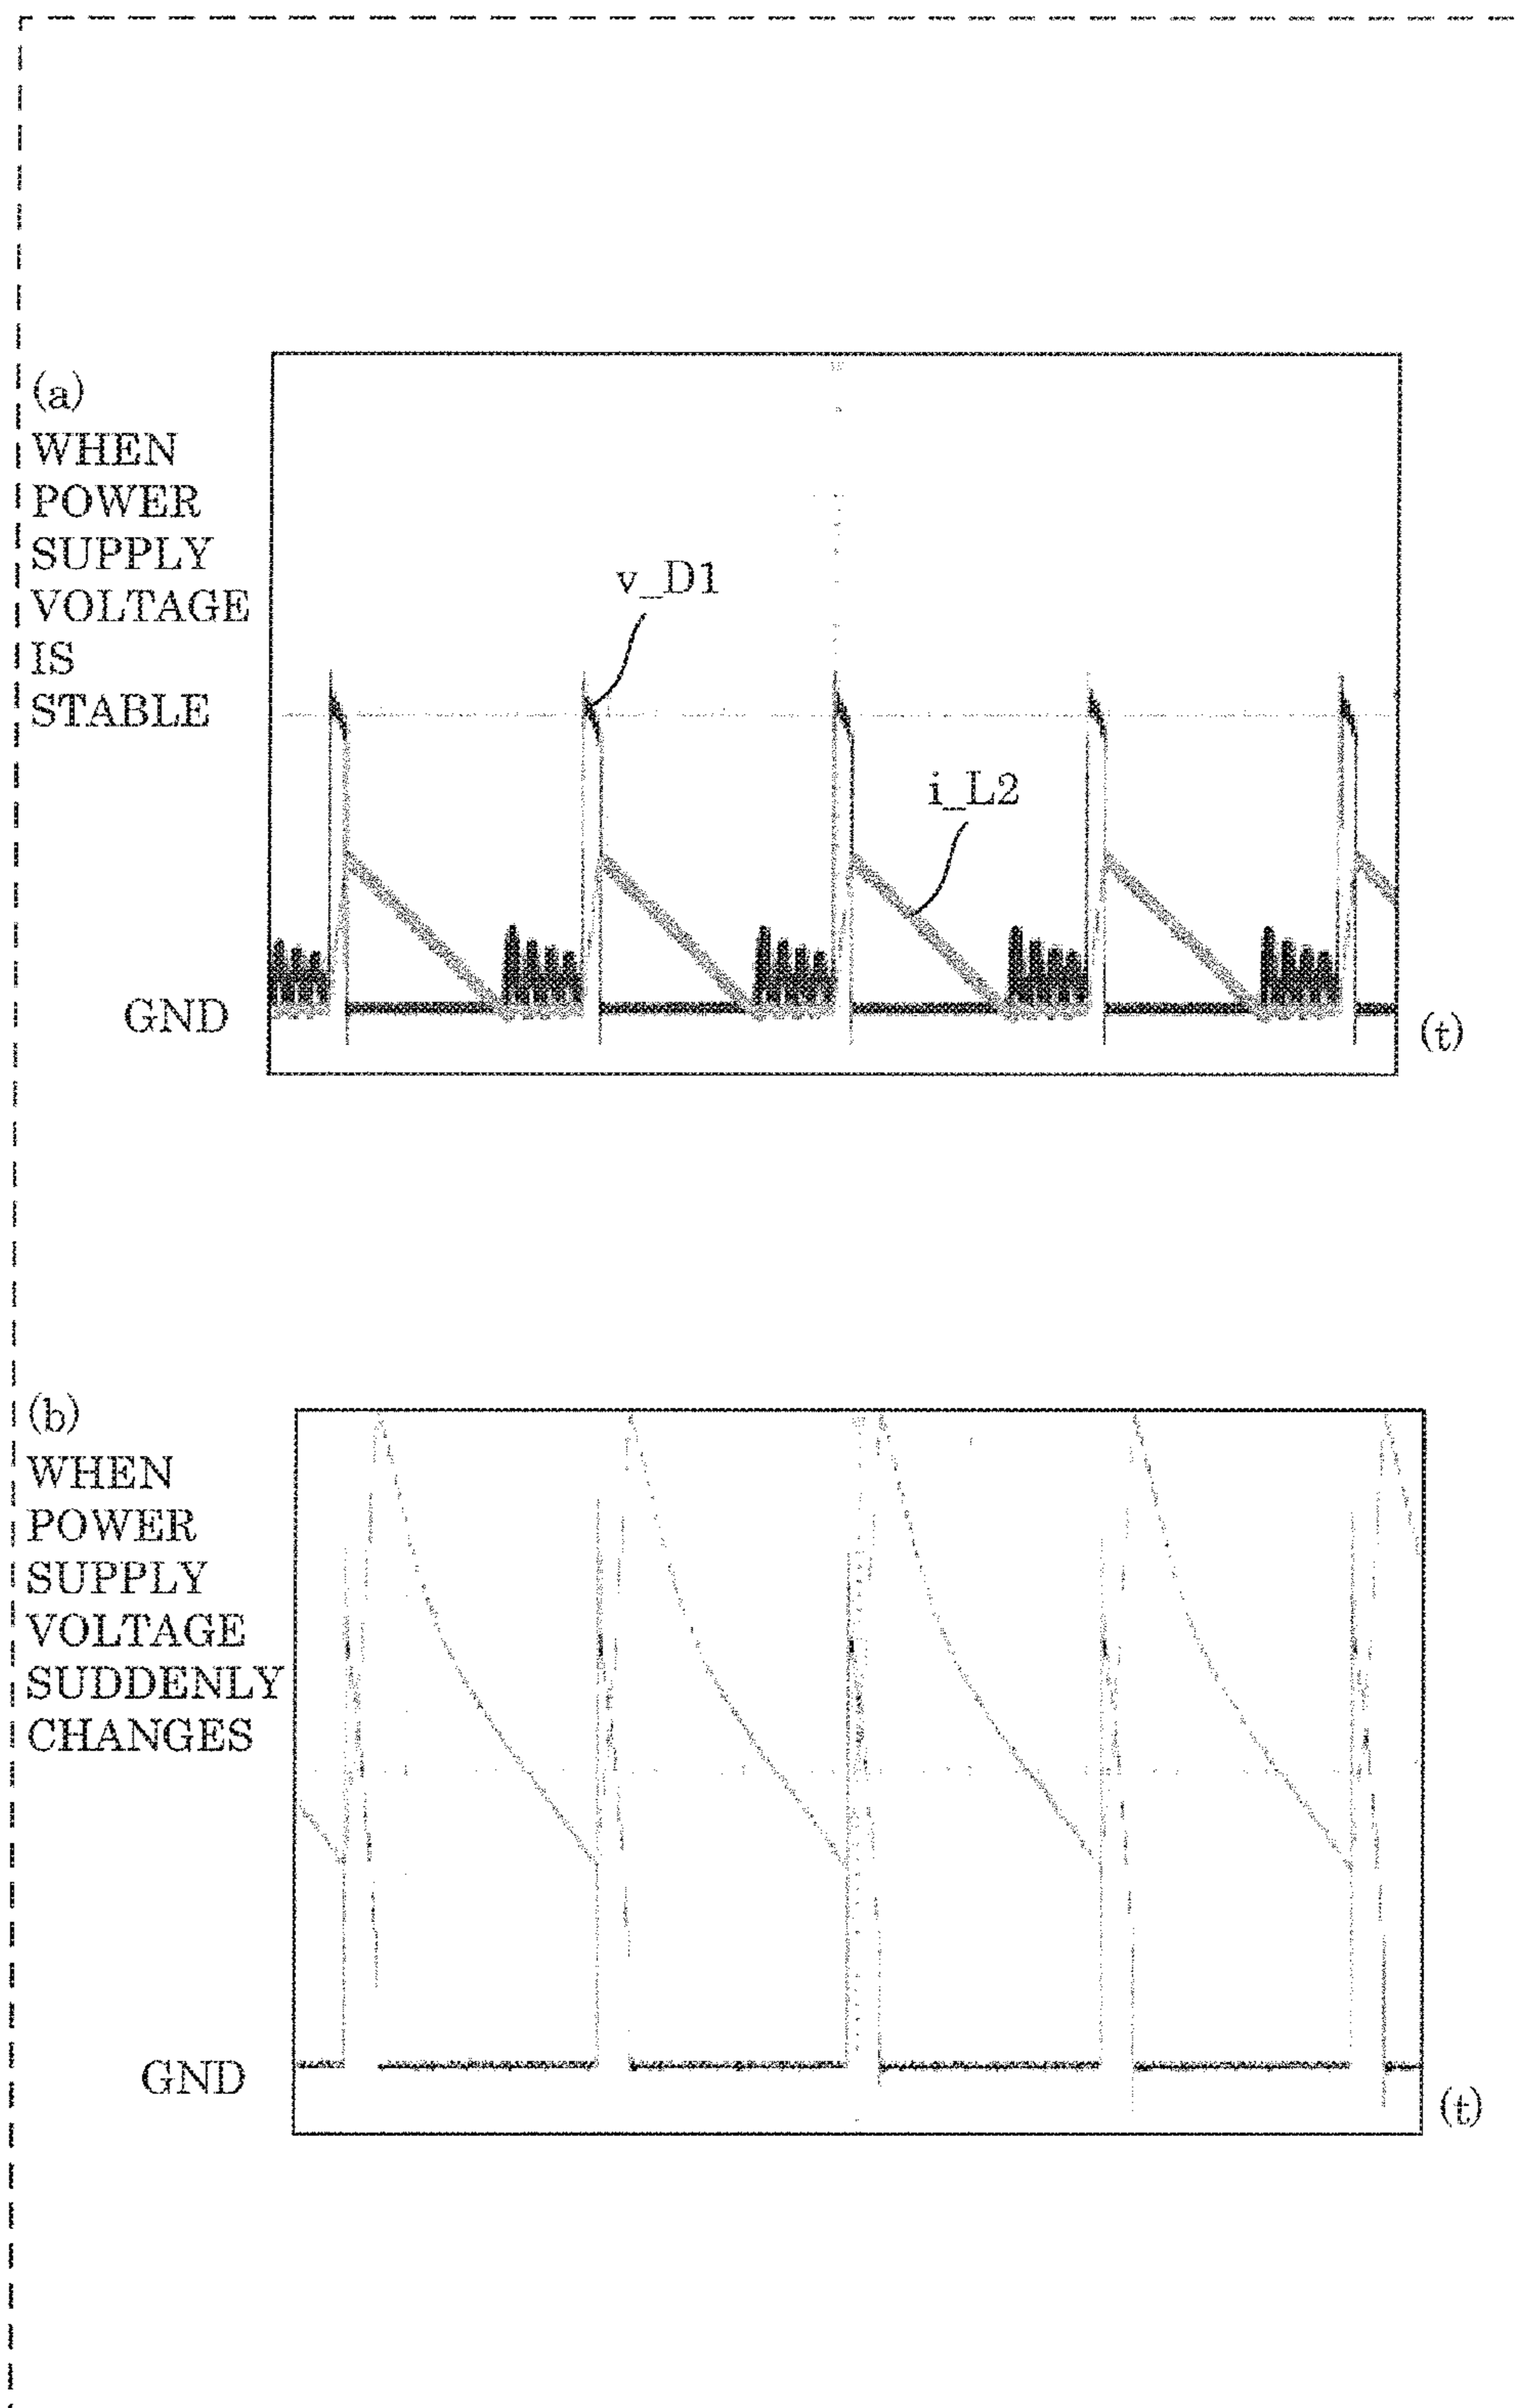 (a)
WHEN
POWER
SUPPLY
VOLTAGE
IS
STABLE
v_D1
i_L2
GND
(t)
(b)
WHEN
POWER
SUPPLY
VOLTAGE
SUDDENLY
CHANGES
GND
(t)